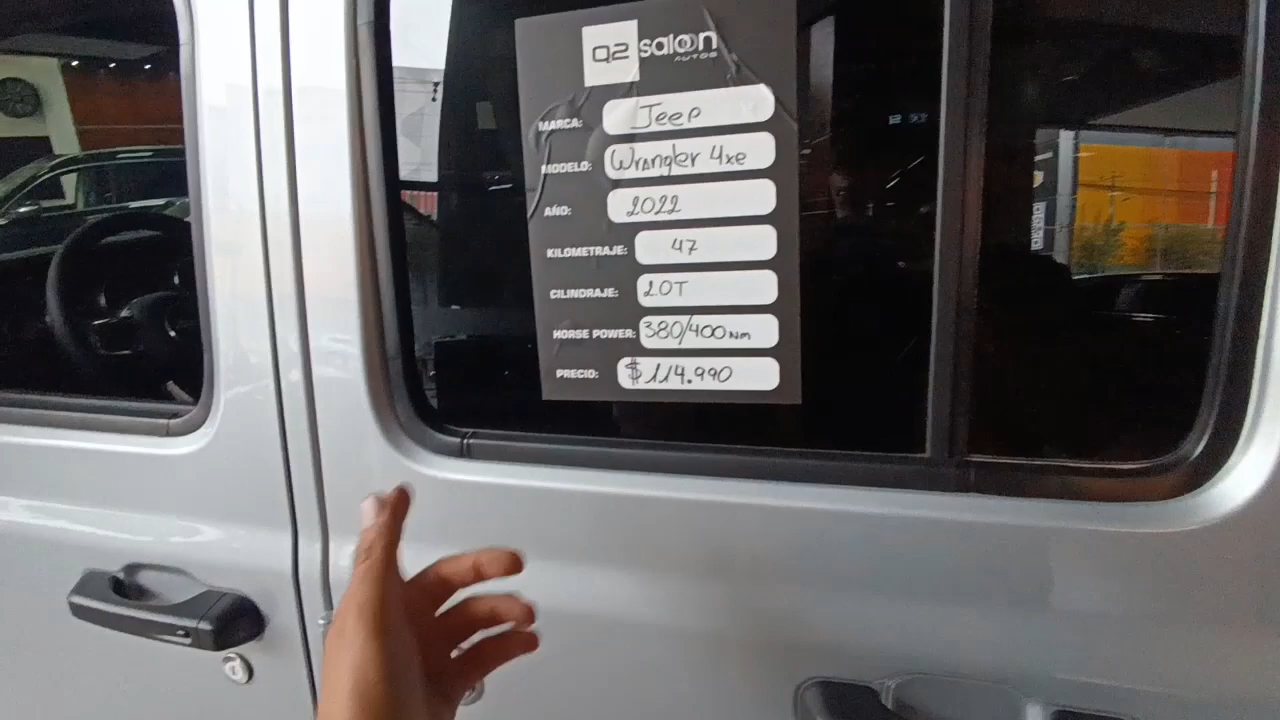 Q2 saloon
AUTOS
MARCA: Jeep
MODELO: Wrangler 4xe
AÑO: 2022
KILOMETRAJE: 47
CILINDRAJE: 2.0T
HORSE POWER: 380/400 Nm
PRECIO: $114.990